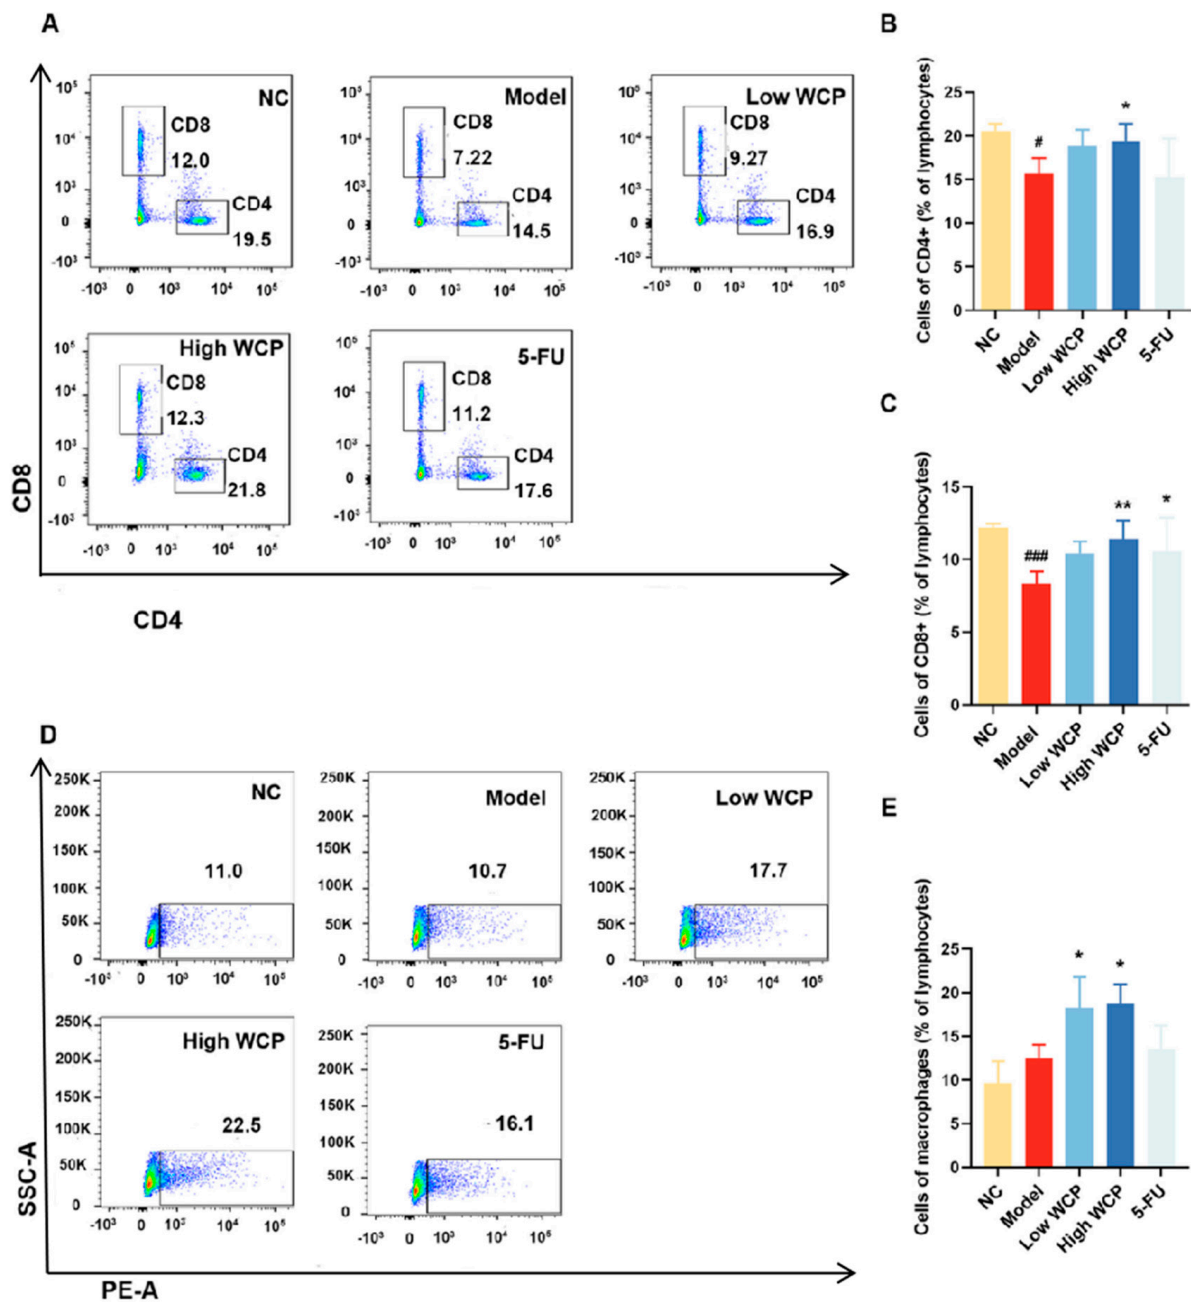 A
CD8
CD4
10⁵
10⁴
10³
0
-10³
NC
CD8
12.0
CD4
19.5
-10³ 0 10³ 10⁴ 10⁵
10⁵
10⁴
10³
0
-10³
Model
CD8
7.22
CD4
14.5
-10³ 0 10³ 10⁴ 10⁵
10⁵
10⁴
10³
0
-10³
Low WCP
CD8
9.27
CD4
16.9
-10³ 0 10³ 10⁴ 10⁵
10⁵
10⁴
10³
0
-10³
High WCP
CD8
12.3
CD4
21.8
-10³ 0 10³ 10⁴ 10⁵
10⁵
10⁴
10³
0
-10³
5-FU
CD8
11.2
CD4
17.6
-10³ 0 10³ 10⁴ 10⁵
B
Cells of CD4+ (% of lymphocytes)
25
20
15
10
5
0
#
*
NC
Model
Low WCP
High WCP
5-FU
C
Cells of CD8+ (% of lymphocytes)
15
10
5
0
###
**
*
NC
Model
Low WCP
High WCP
5-FU
D
SSC-A
PE-A
250K
200K
150K
100K
50K
0
NC
11.0
-10³ 0 10³ 10⁴ 10⁵
250K
200K
150K
100K
50K
0
Model
10.7
-10³ 0 10³ 10⁴ 10⁵
250K
200K
150K
100K
50K
0
Low WCP
17.7
-10³ 0 10³ 10⁴ 10⁵
250K
200K
150K
100K
50K
0
High WCP
22.5
-10³ 0 10³ 10⁴ 10⁵
250K
200K
150K
100K
50K
0
5-FU
16.1
-10³ 0 10³ 10⁴ 10⁵
E
Cells of macrophages (% of lymphocytes)
25
20
15
10
5
0
*
*
NC
Model
Low WCP
High WCP
5-FU